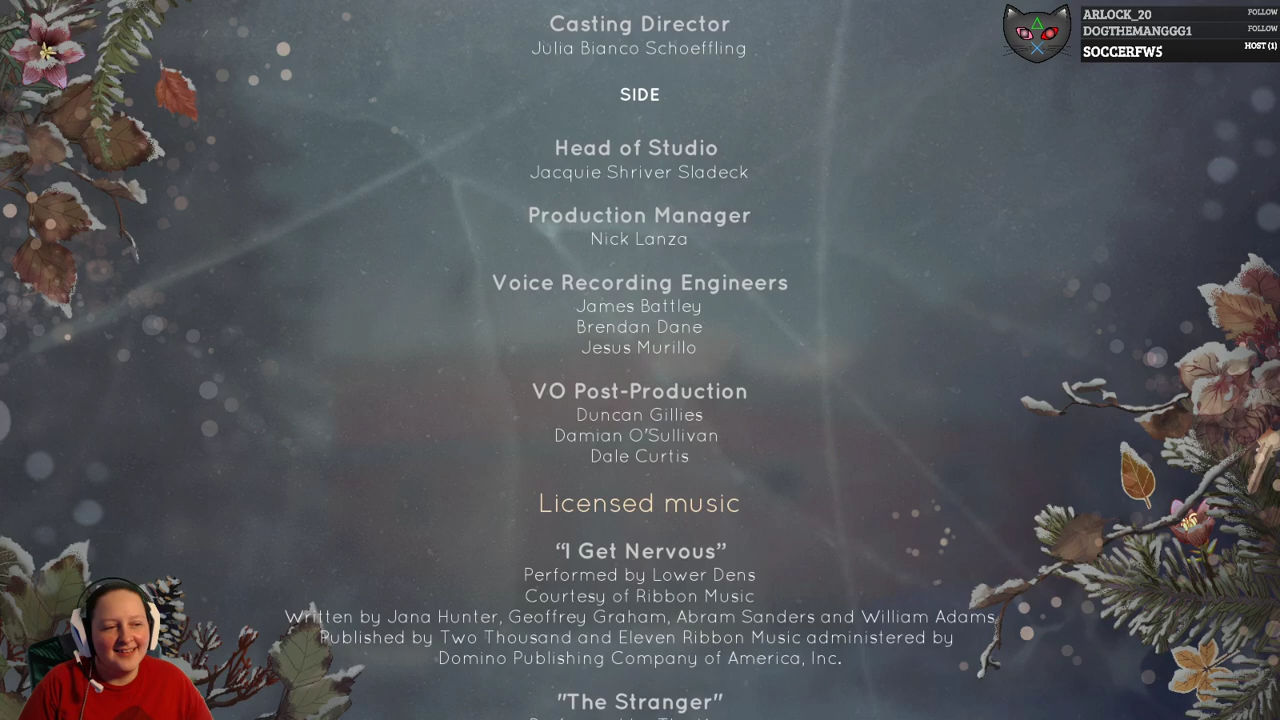 Casting Director
Julia Bianco Schoeffling
SIDE
Head of Studio
Jacquie Shriver Sladeck
Production Manager
Nick Lanza
Voice Recording Engineers
James Battley
Brendan Dane
Jesus Murillo
VO Post-Production
Duncan Gillies
Damian O'Sullivan
Dale Curtis
Licensed music
“I Get Nervous”
Performed by Lower Dens
Courtesy of Ribbon Music
Written by Jana Hunter, Geoffrey Graham, Abram Sanders and William Adams
Published by Two Thousand and Eleven Ribbon Music administered by
Domino Publishing Company of America, Inc.
"The Stranger"
ARLOCK_20 FOLLOW
DOGTHEMANGGG1 FOLLOW
SOCCERFW5 HOST (1)